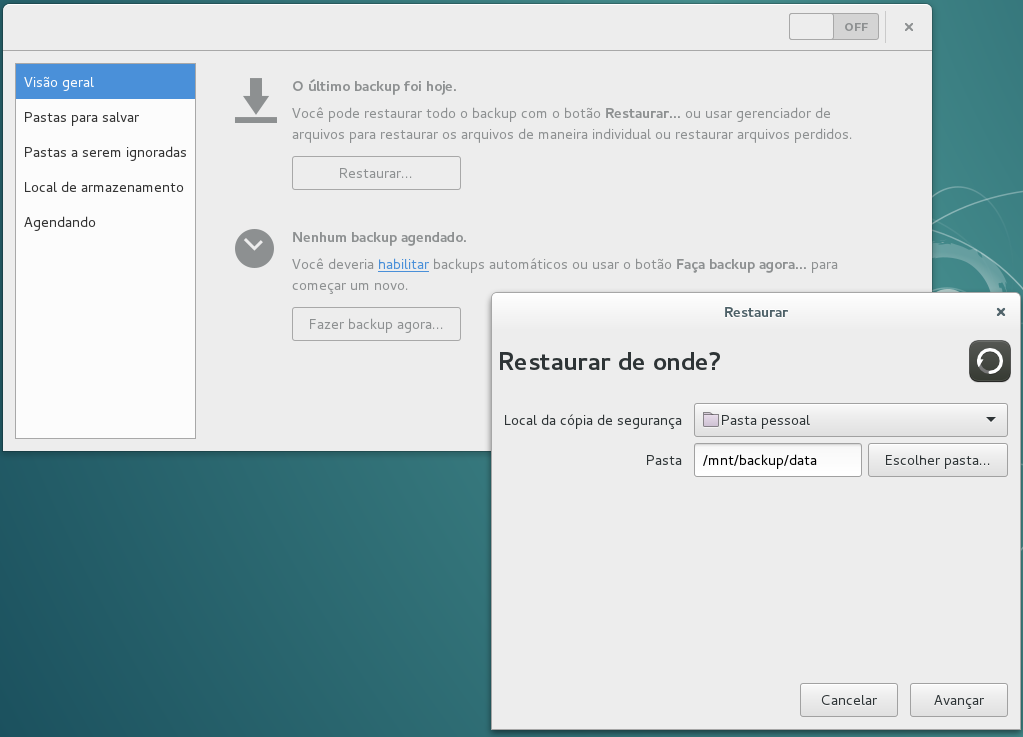 OFF
Visão geral
Pastas para salvar
Pastas a serem ignoradas
Local de armazenamento
Agendando
O último backup foi hoje.
Você pode restaurar todo o backup com o botão Restaurar... ou usar gerenciador de
arquivos para restaurar os arquivos de maneira individual ou restaurar arquivos perdidos.
Restaurar...
Nenhum backup agendado.
Você deveria habilitar backups automáticos ou usar o botão Faça backup agora... para
começar um novo.
Fazer backup agora...
Restaurar
Restaurar de onde?
Local da cópia de segurança
Pasta pessoal
Pasta
/mnt/backup/data
Escolher pasta...
Cancelar
Avançar